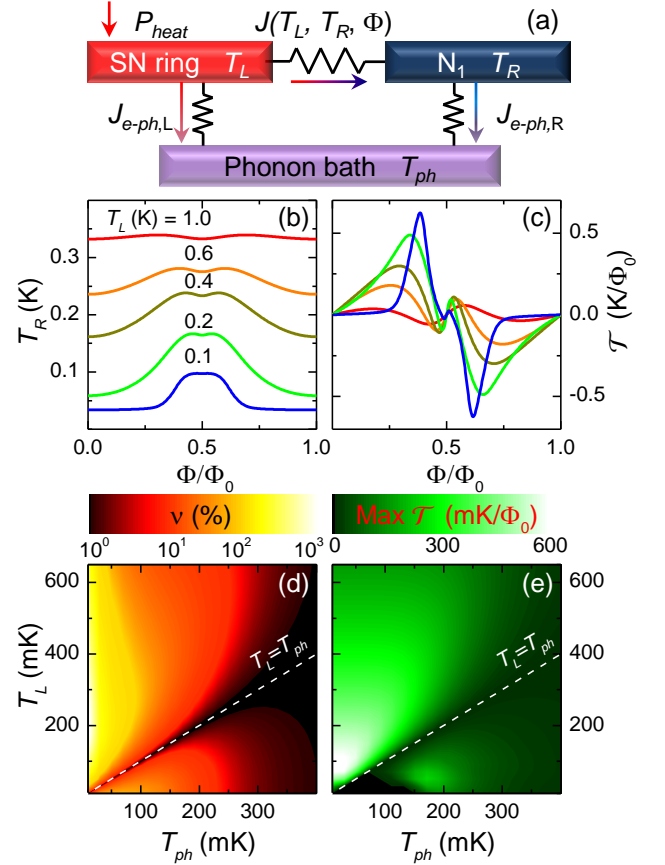 P_heat J(T_L, T_R, Φ) (a)
SN ring T_L N_1 T_R
J_e-ph,L J_e-ph,R
Phonon bath T_ph
(b)
T_L (K) = 1.0
0.6
0.4
0.2
0.1
0.3
0.2
0.1
T_R (K)
0.0 0.5 1.0
Φ/Φ_0
(c)
0.5
0.0
-0.5
𝒯 (K/Φ_0)
0.0 0.5 1.0
Φ/Φ_0
ν (%)
10^0 10^1 10^2 10^3
Max 𝒯 (mK/Φ_0)
0 300 600
(d)
T_L=T_ph
600
400
200
T_L (mK)
100 200 300
T_ph (mK)
(e)
T_L=T_ph
600
400
200
100 200 300
T_ph (mK)